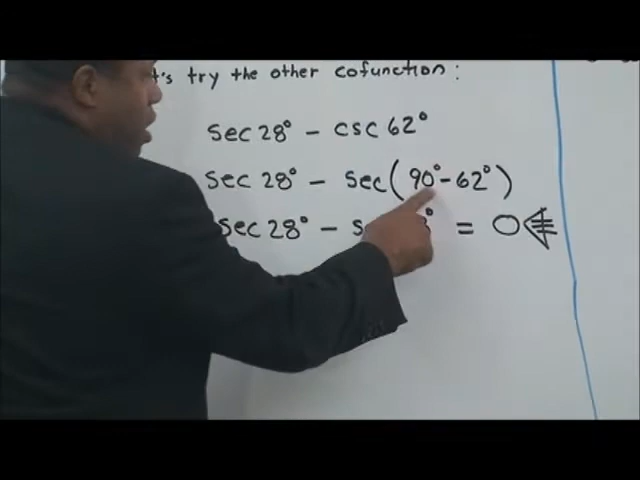 try the other cofunction:
sec 28° − csc 62°
sec 28° − sec(90° − 62°)
sec 28° − = 0